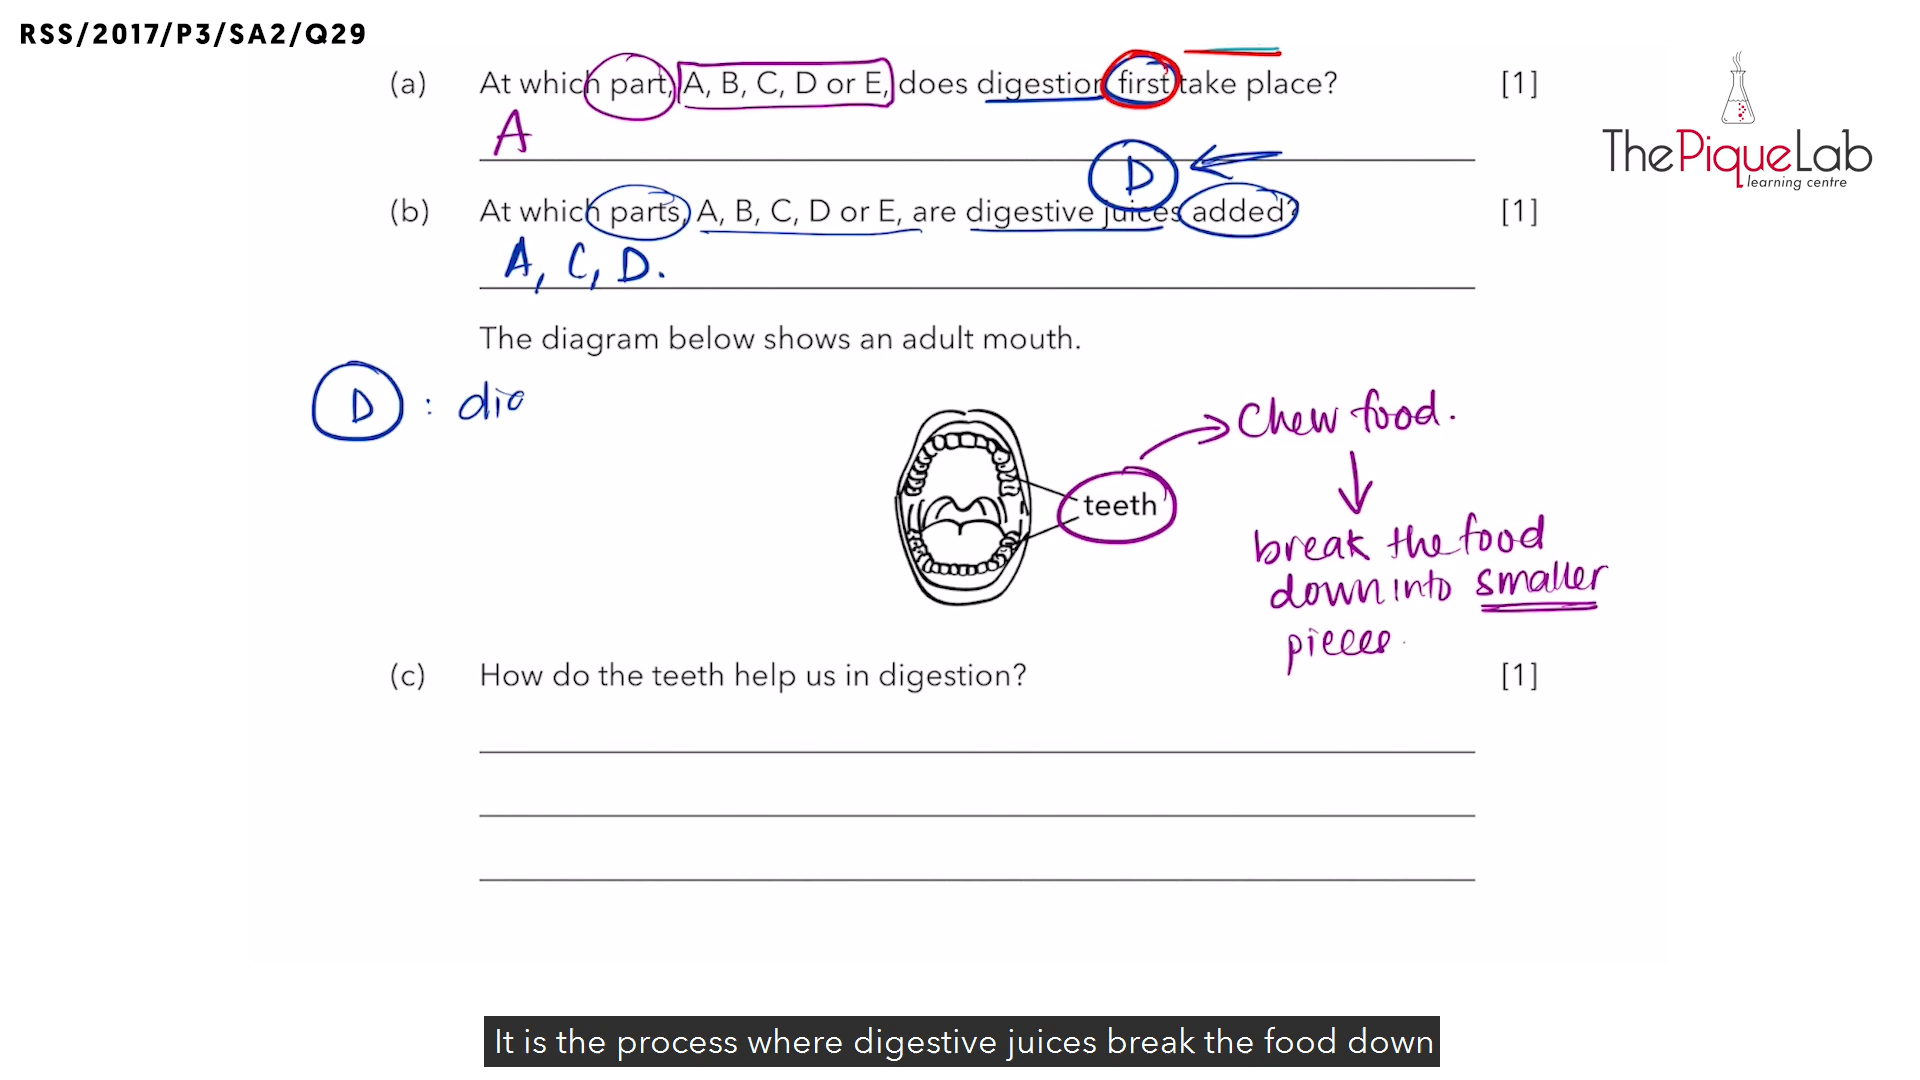 RSS/2017/P3/SA2/Q29
ThePiqueLab
learning centre
(a) At which part, A, B, C, D or E, does digestion first take place? [1]
A
D
(b) At which parts, A, B, C, D or E, are digestive juices added? [1]
A, C, D.
The diagram below shows an adult mouth.
D : dig
Chew food.
teeth
break the food
down into smaller
pieces.
(c) How do the teeth help us in digestion? [1]
It is the process where digestive juices break the food down